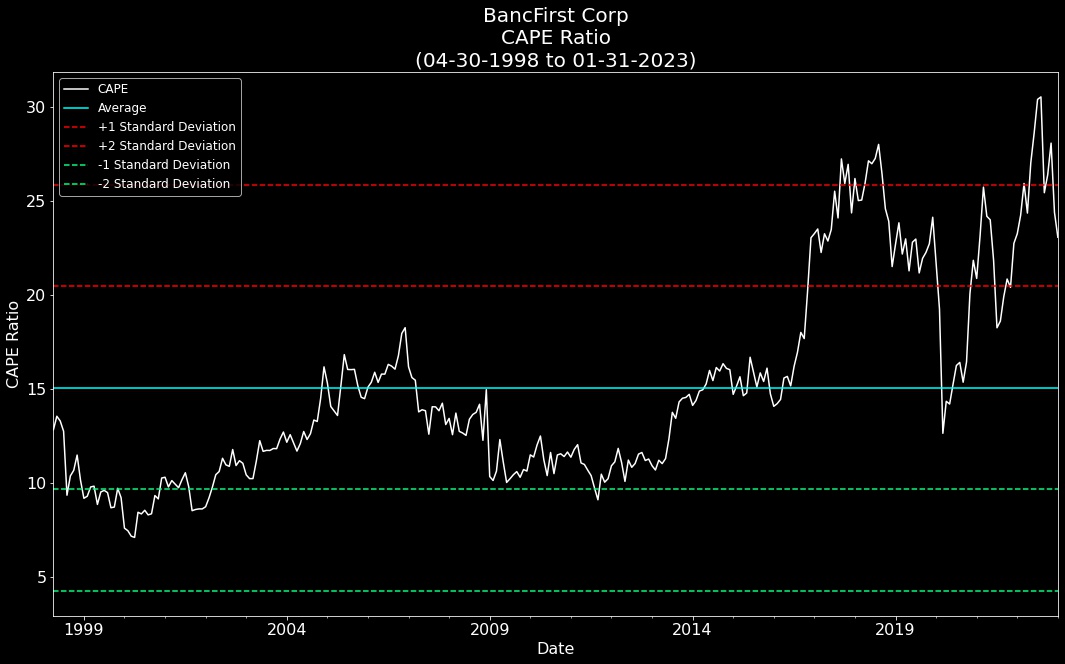 BancFirst Corp
CAPE Ratio
(04-30-1998 to 01-31-2023)
CAPE
Average
+1 Standard Deviation
+2 Standard Deviation
-1 Standard Deviation
-2 Standard Deviation
30
25
20
15
10
5
CAPE Ratio
1999
2004
2009
2014
2019
Date